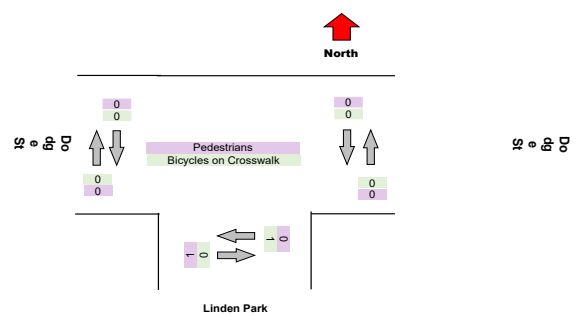 North
0
0
0
0
Do
dg
e
St
Pedestrians
Bicycles on Crosswalk
Do
dg
e
St
0
0
0
0
0
1
0
1
Linden Park